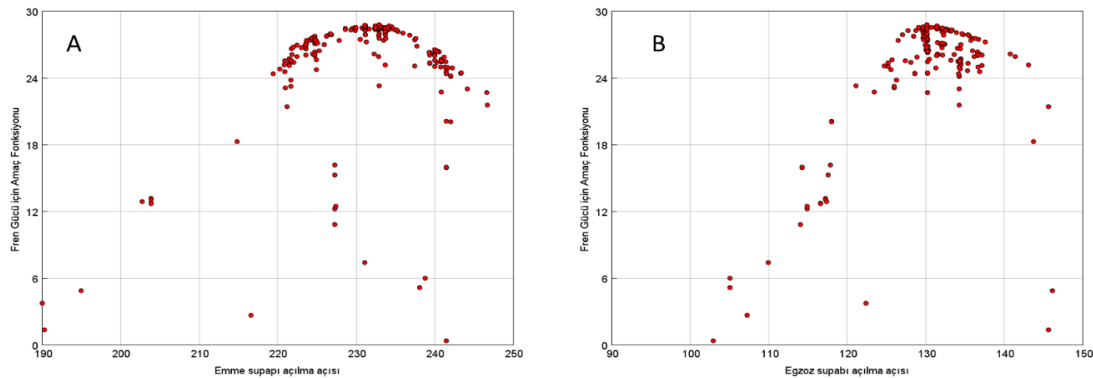 A
Fren Gücü için Amaç Fonksiyonu
30
24
18
12
6
0
190 200 210 220 230 240 250
Emme supapı açılma açısı
B
Fren Gücü için Amaç Fonksiyonu
30
24
18
12
6
0
90 100 110 120 130 140 150
Egzoz supabı açılma açısı